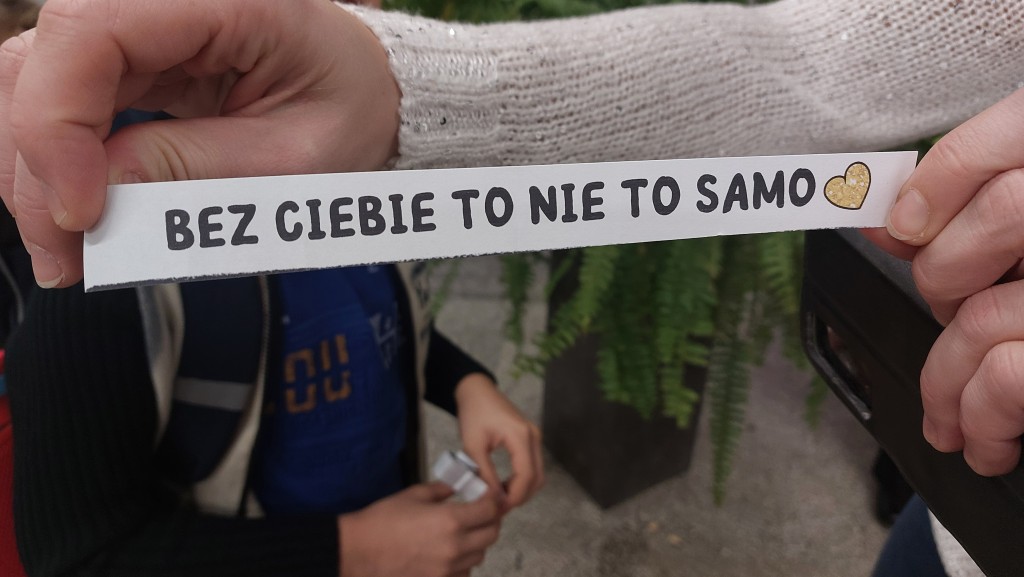 BEZ CIEBIE TO NIE TO SAMO